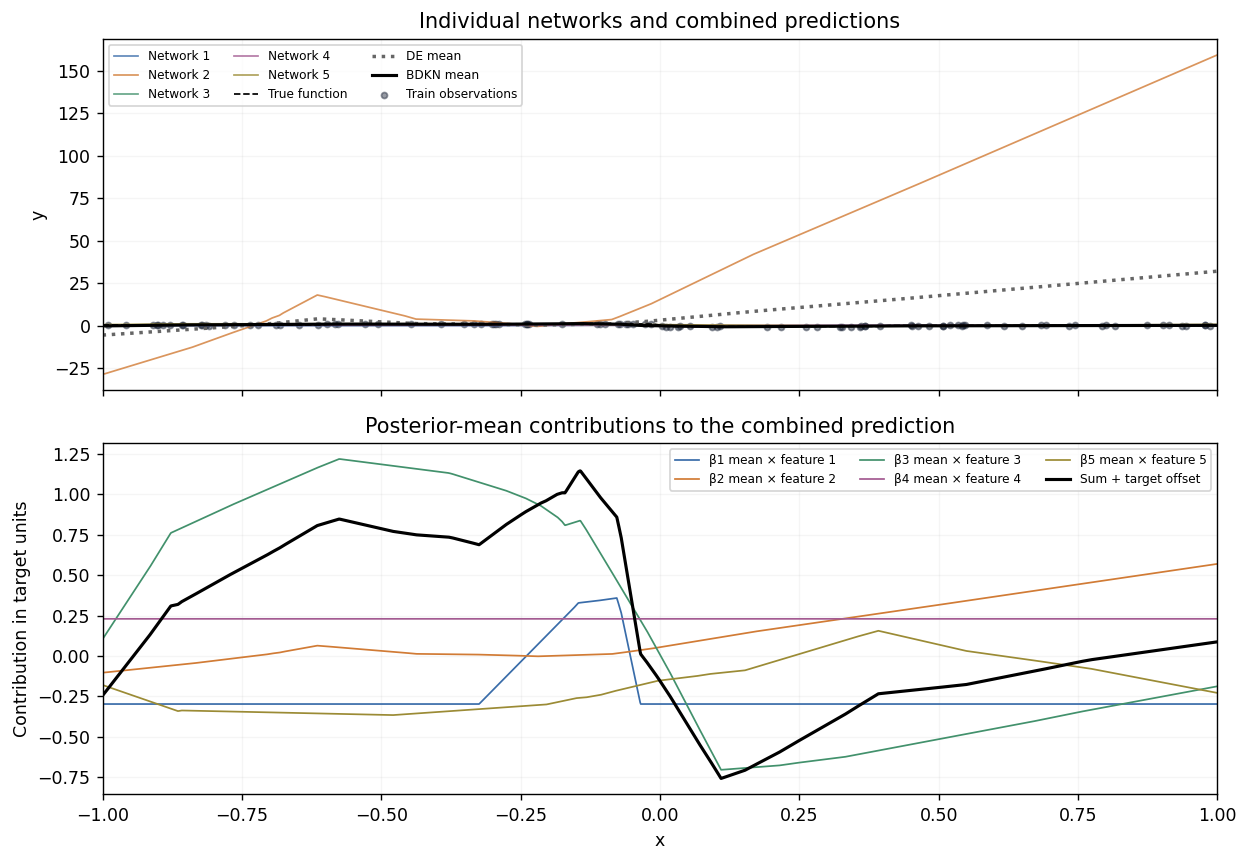 Individual networks and combined predictions
Network 1 Network 4 DE mean
Network 2 Network 5 BDKN mean
Network 3 True function Train observations
y
150
125
100
75
50
25
0
−25
Posterior-mean contributions to the combined prediction
β1 mean × feature 1 β3 mean × feature 3 β5 mean × feature 5
β2 mean × feature 2 β4 mean × feature 4 Sum + target offset
Contribution in target units
1.25
1.00
0.75
0.50
0.25
0.00
−0.25
−0.50
−0.75
−1.00 −0.75 −0.50 −0.25 0.00 0.25 0.50 0.75 1.00
x